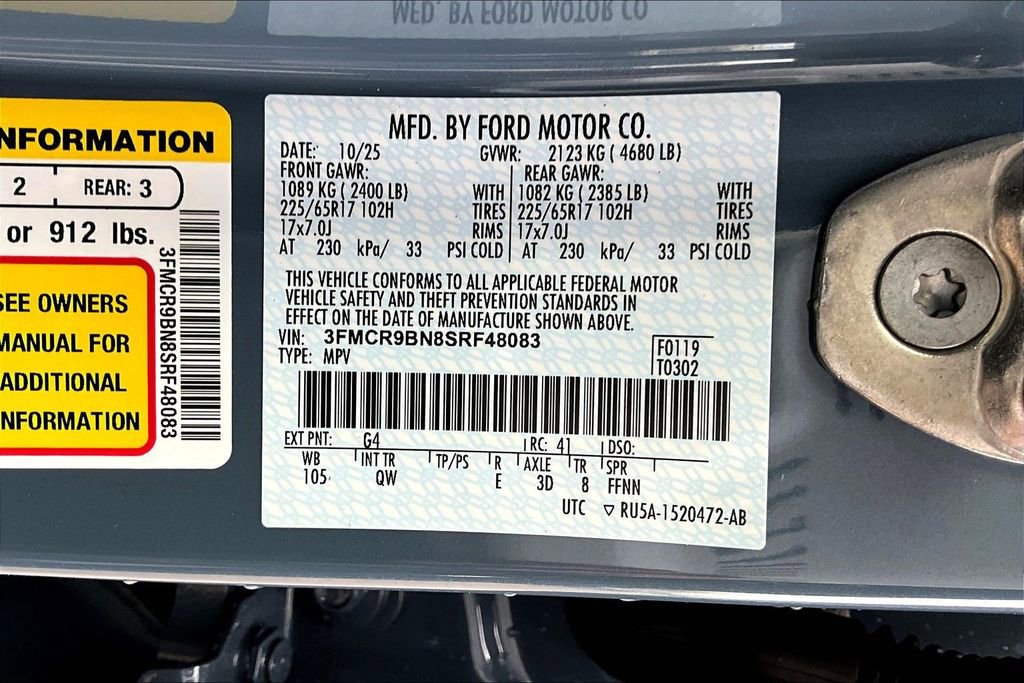 MFD. BY FORD MOTOR CO
NFORMATION
2 REAR: 3
or 912 lbs.
3FMCR9BN8SRF48083
SEE OWNERS
MANUAL FOR
ADDITIONAL
NFORMATION
MFD. BY FORD MOTOR CO.
DATE: 10/25 GVWR: 2123 KG ( 4680 LB)
FRONT GAWR: REAR GAWR:
1089 KG ( 2400 LB) WITH 1082 KG ( 2385 LB) WITH
225/65R17 102H TIRES 225/65R17 102H TIRES
17x7.0J RIMS 17x7.0J RIMS
AT 230 kPa/ 33 PSI COLD AT 230 kPa/ 33 PSI COLD
THIS VEHICLE CONFORMS TO ALL APPLICABLE FEDERAL MOTOR
VEHICLE SAFETY AND THEFT PREVENTION STANDARDS IN
EFFECT ON THE DATE OF MANUFACTURE SHOWN ABOVE.
VIN: 3FMCR9BN8SRF48083
TYPE: MPV
F0119
T0302
EXT PNT: G4 RC: 41 DSO:
WB INT TR TP/PS R AXLE TR SPR
105 QW E 3D 8 FFNN
UTC ▽ RU5A-1520472-AB